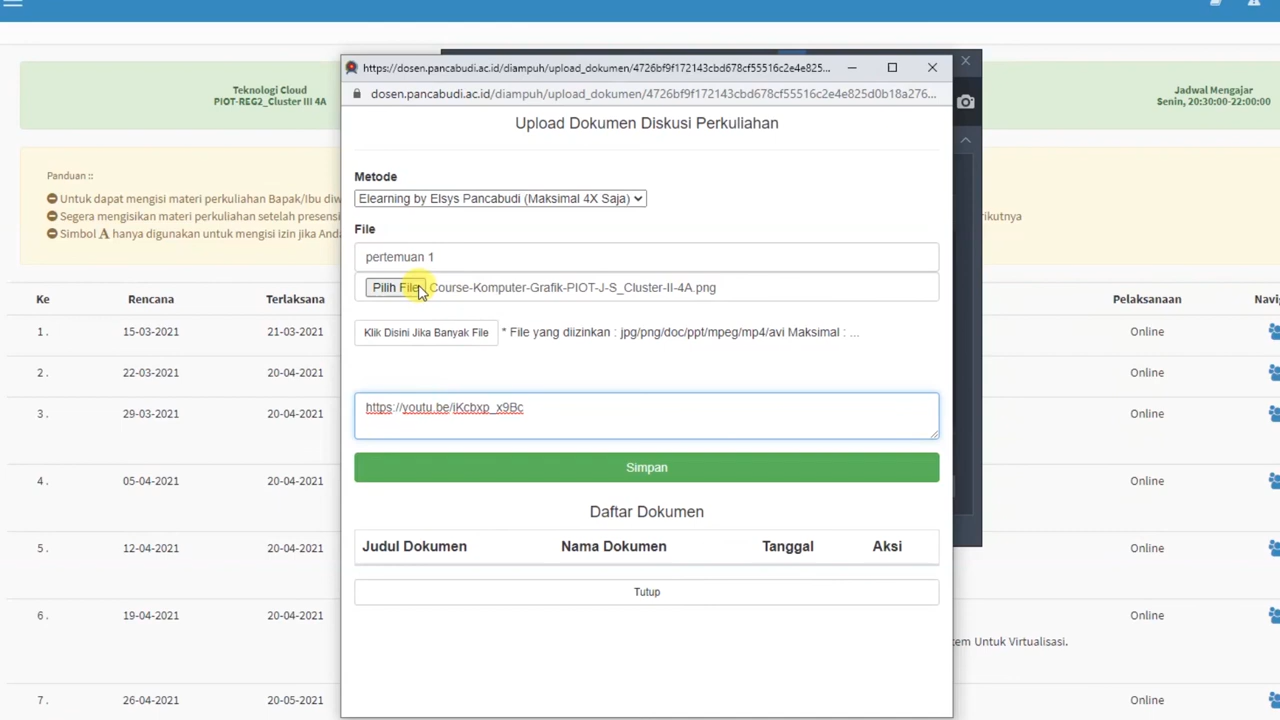 https://dosen.pancabudi.ac.id/diampuh/upload_dokumen/4726bf9f172143cbd678cf55516c2e4e825...
dosen.pancabudi.ac.id/diampuh/upload_dokumen/4726bf9f172143cbd678cf55516c2e4e825d0b18a276...
Teknologi Cloud
PIOT-REG2_Cluster III 4A
Jadwal Mengajar
Senin, 20:30:00-22:00:00
Upload Dokumen Diskusi Perkuliahan
Panduan ::
Untuk dapat mengisi materi perkuliahan Bapak/Ibu diw
Segera mengisikan materi perkuliahan setelah presensi
rikutnya
Simbol A hanya digunakan untuk mengisi izin jika Anda
Metode
Elearning by Elsys Pancabudi (Maksimal 4X Saja)
File
pertemuan 1
Pilih File Course-Komputer-Grafik-PIOT-J-S_Cluster-II-4A.png
Klik Disini Jika Banyak File * File yang diizinkan : jpg/png/doc/ppt/mpeg/mp4/avi Maksimal : ...
https://youtu.be/iKcbxp_x9Bc
Simpan
Daftar Dokumen
Judul Dokumen Nama Dokumen Tanggal Aksi
Tutup
Ke Rencana Terlaksana Pelaksanaan Navig
1. 15-03-2021 21-03-2021 Online
2. 22-03-2021 20-04-2021 Online
3. 29-03-2021 20-04-2021 Online
4. 05-04-2021 20-04-2021 Online
5. 12-04-2021 20-04-2021 Online
6. 19-04-2021 20-04-2021 Online
tem Untuk Virtualisasi.
7. 26-04-2021 20-05-2021 Online